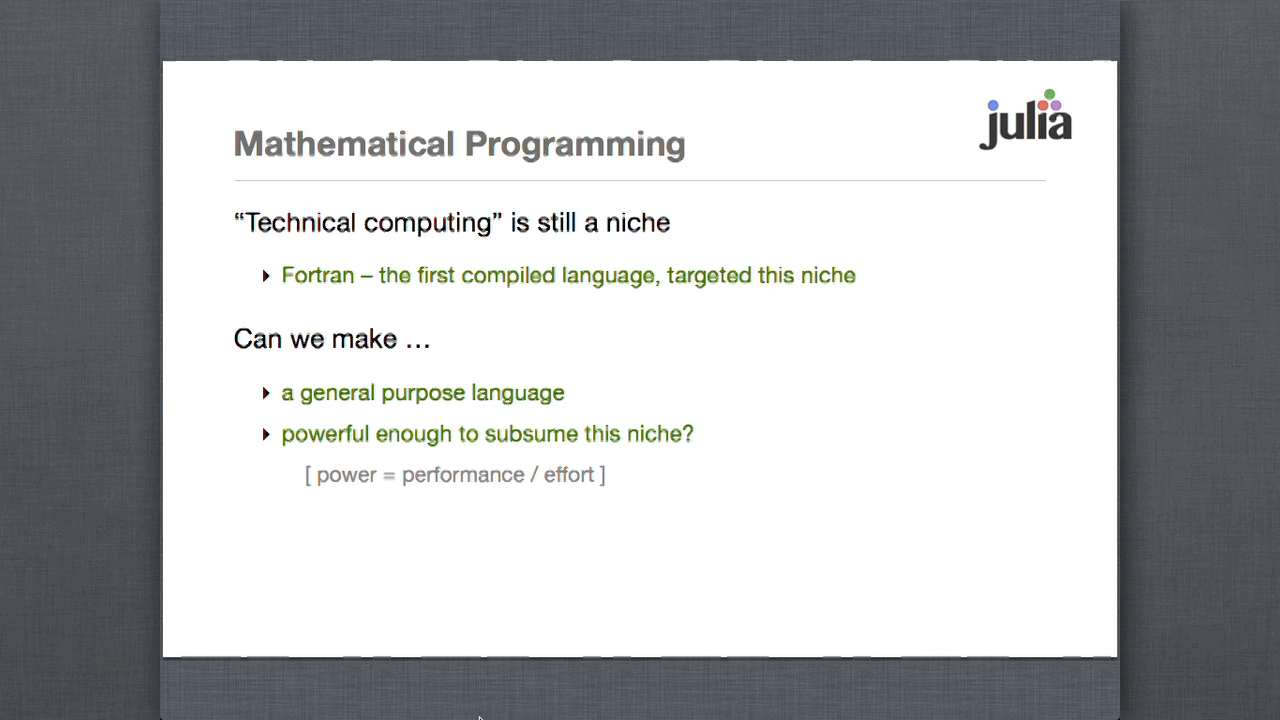 julia
Mathematical Programming
“Technical computing” is still a niche
Fortran – the first compiled language, targeted this niche
Can we make …
a general purpose language
powerful enough to subsume this niche?
[ power = performance / effort ]